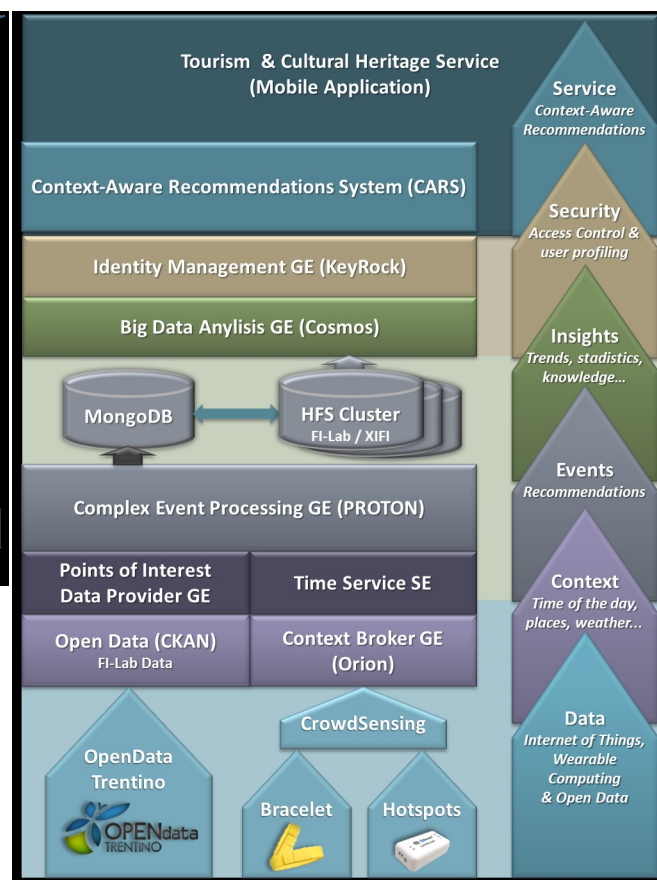 Tourism & Cultural Heritage Service
(Mobile Application)
Service
Context-Aware
Recommendations
Context-Aware Recommendations System (CARS)
Security
Access Control &
user profiling
Identity Management GE (KeyRock)
Big Data Anylisis GE (Cosmos)
Insights
Trends, stadistics,
knowledge...
MongoDB
HFS Cluster
FI-Lab / XIFI
Events
Recommendations
Complex Event Processing GE (PROTON)
Points of Interest
Data Provider GE
Time Service SE
Context
Time of the day,
places, weather...
Open Data (CKAN)
FI-Lab Data
Context Broker GE
(Orion)
Data
Internet of Things,
Wearable
Computing
& Open Data
CrowdSensing
OpenData
Trentino
OPENdata
TRENTINO
Bracelet
Hotspots